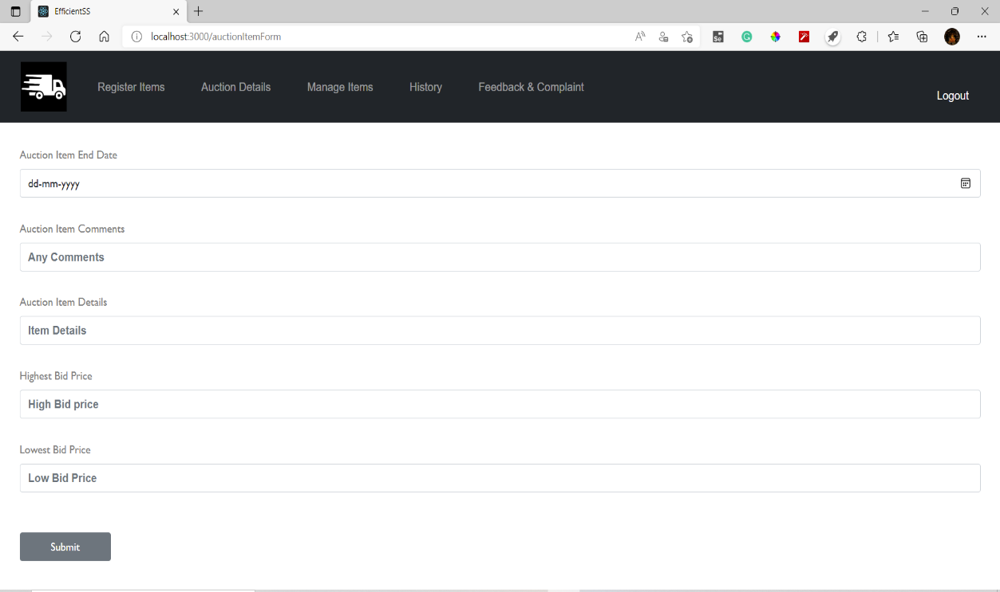 EfficientSS
localhost:3000/auctionItemForm
Se
Register Items Auction Details Manage Items History Feedback & Complaint
Logout
Auction Item End Date
dd-mm-yyyy
Auction Item Comments
Any Comments
Auction Item Details
Item Details
Highest Bid Price
High Bid price
Lowest Bid Price
Low Bid Price
Submit